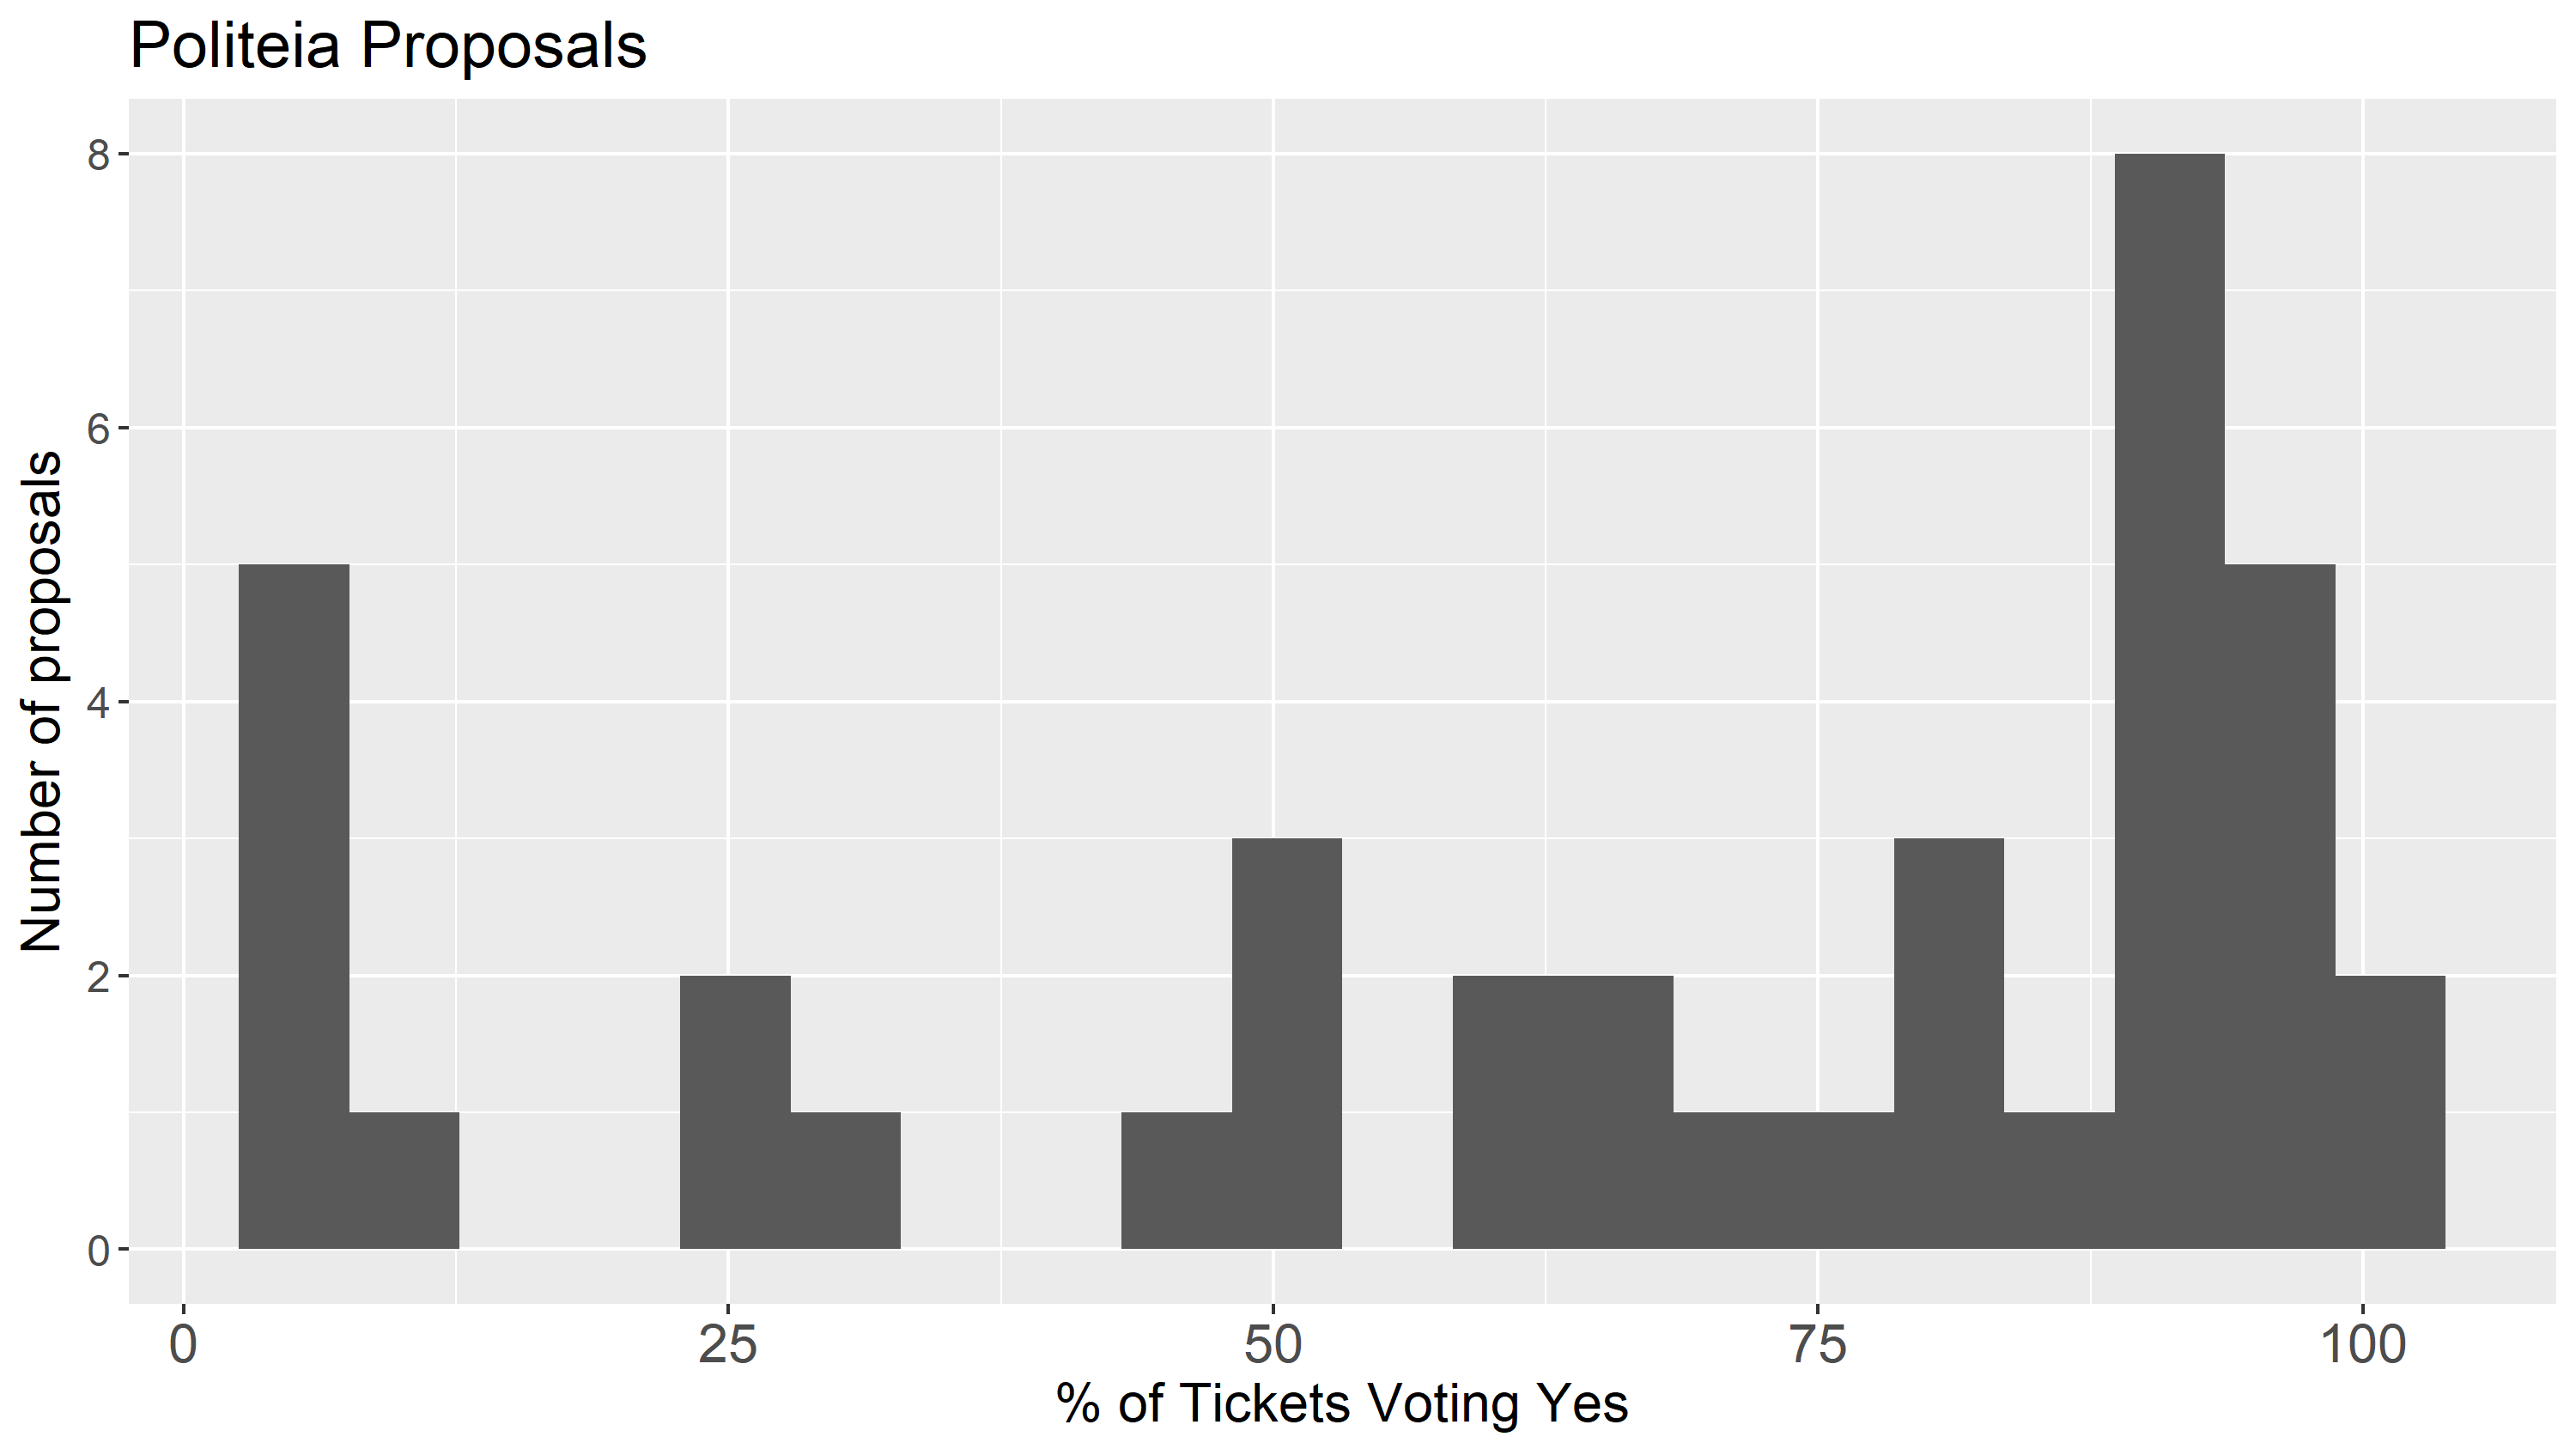 Politeia Proposals
8
6
4
2
0
Number of proposals
0 25 50 75 100
% of Tickets Voting Yes